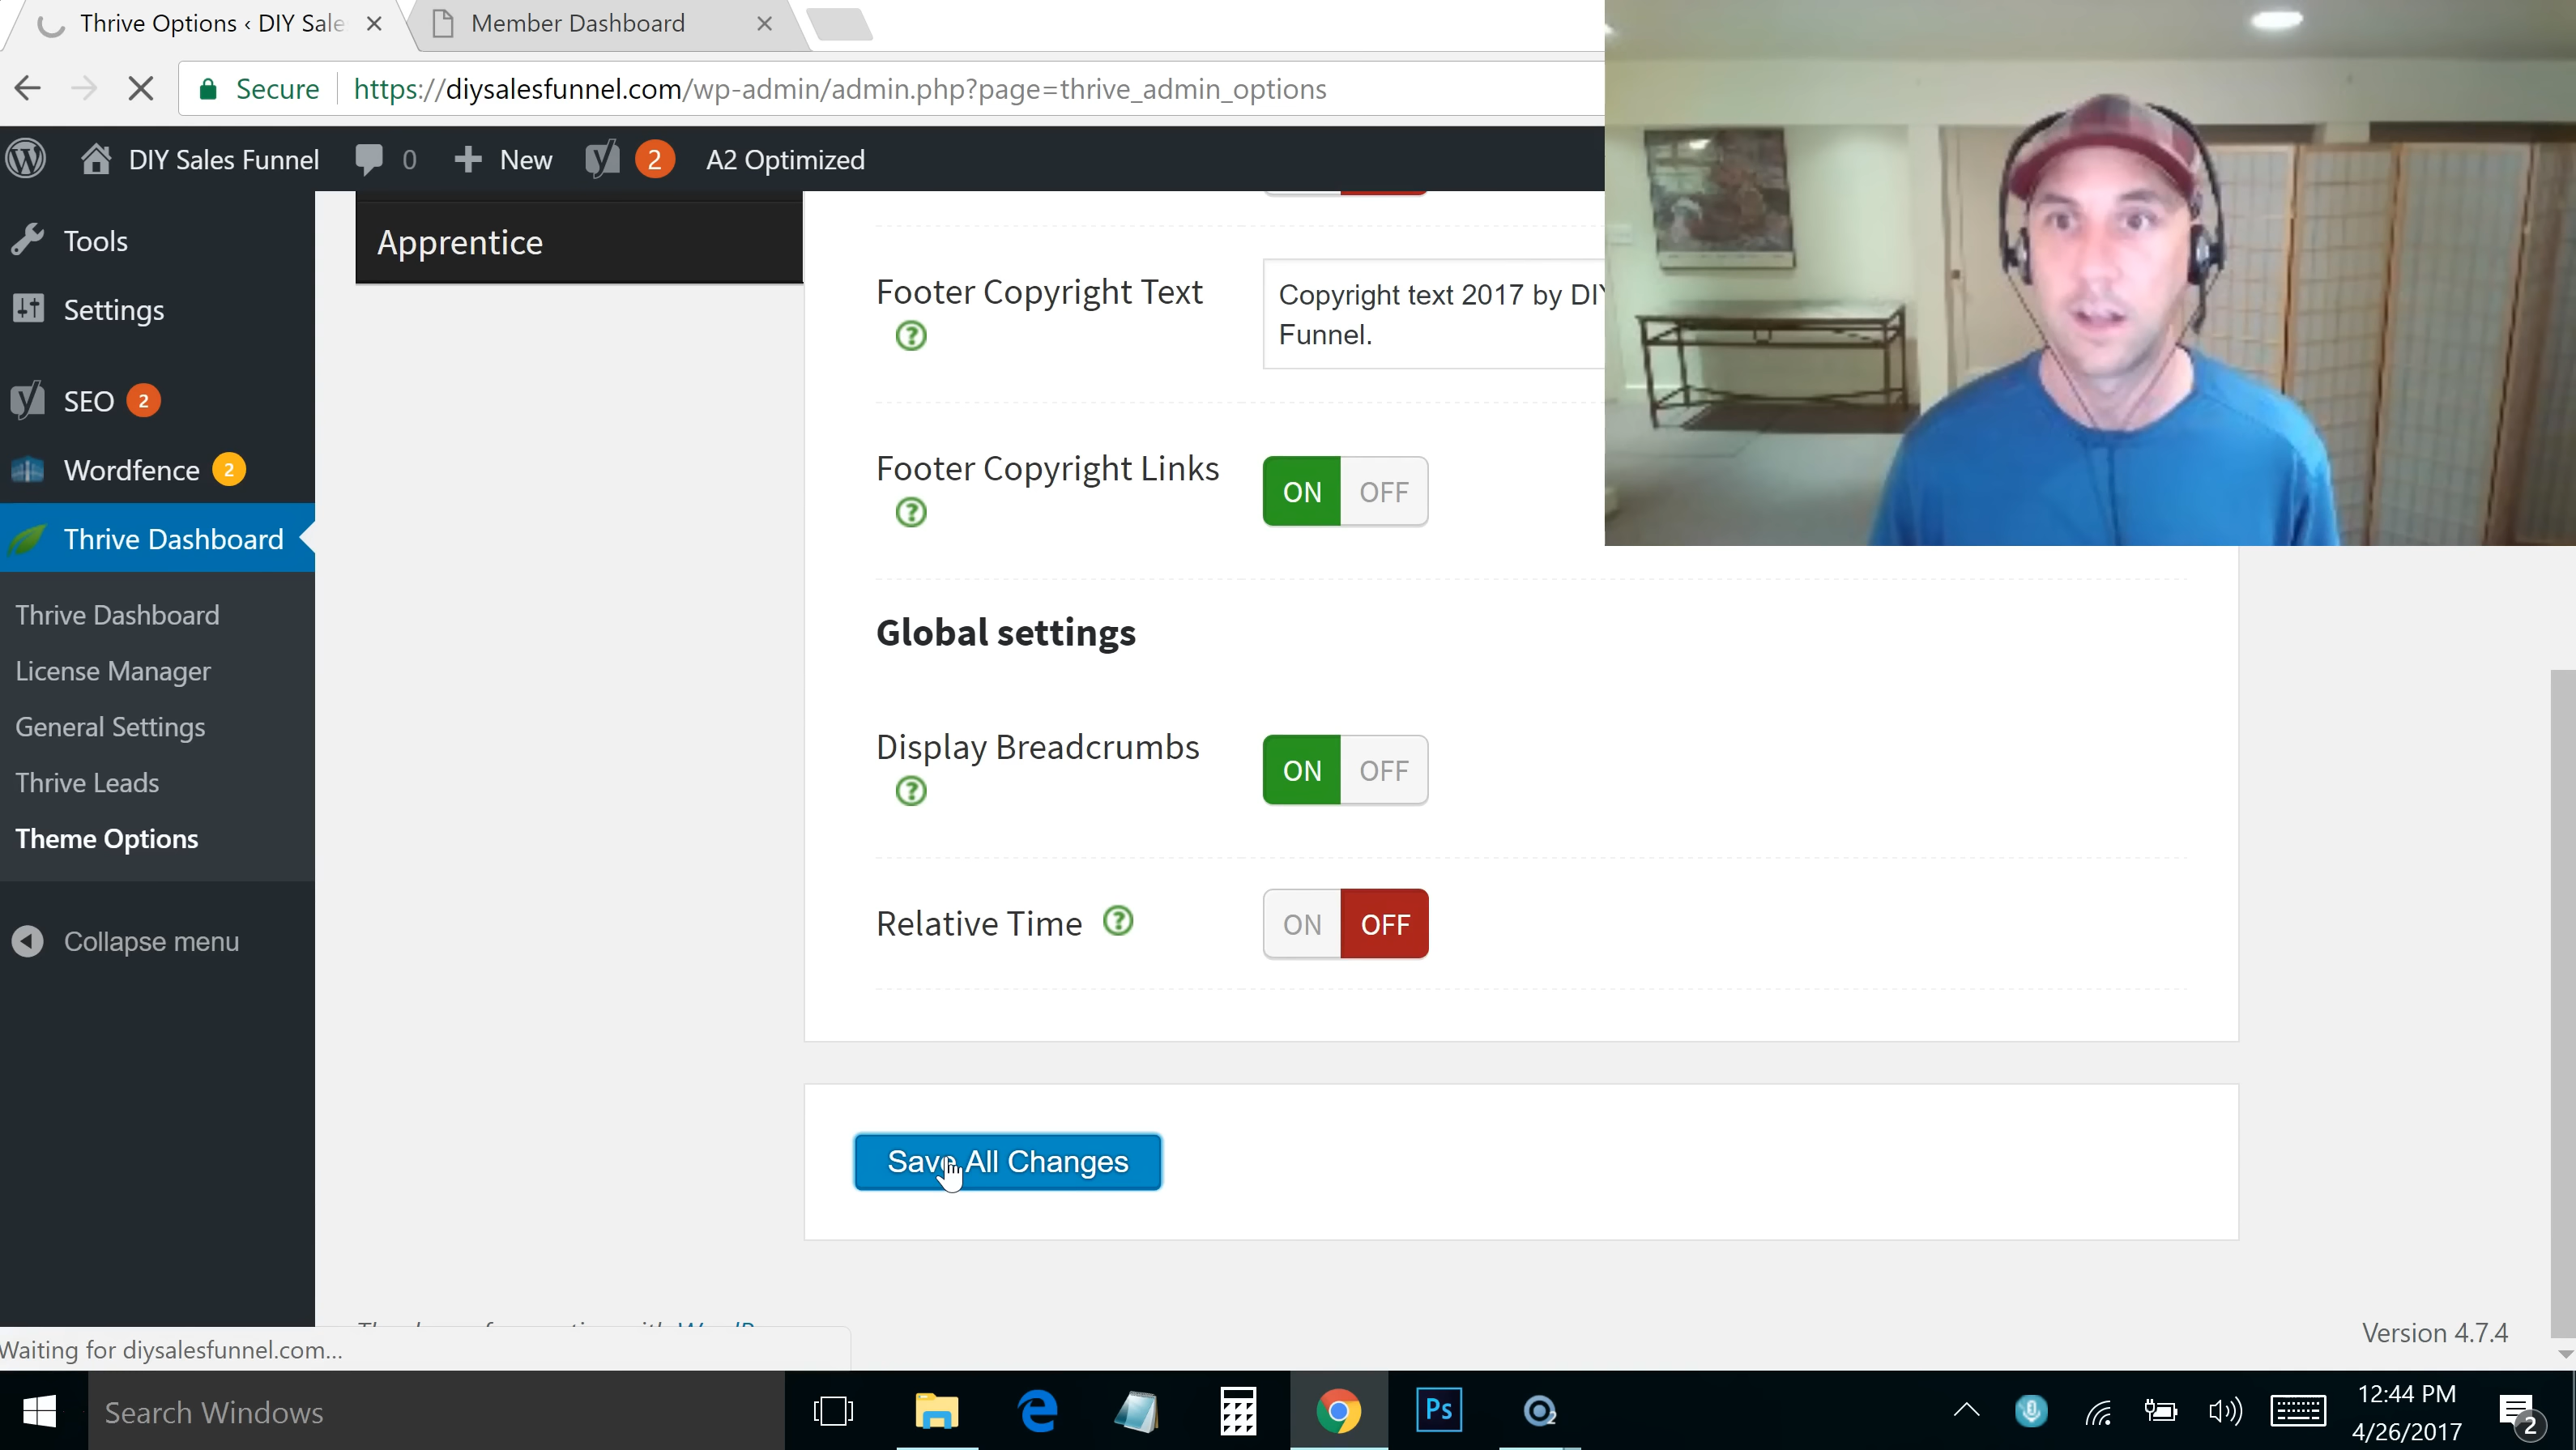 Thrive Options ‹ DIY Sale
Member Dashboard
Secure
https://diysalesfunnel.com/wp-admin/admin.php?page=thrive_admin_options
DIY Sales Funnel
0
New
2
A2 Optimized
Tools
Settings
SEO 2
Wordfence 2
Thrive Dashboard
Thrive Dashboard
License Manager
General Settings
Thrive Leads
Theme Options
Collapse menu
Apprentice
Footer Copyright Text
Copyright text 2017 by DIY
Funnel.
Footer Copyright Links
ON OFF
Global settings
Display Breadcrumbs
ON OFF
Relative Time
ON OFF
Save All Changes
Version 4.7.4
Waiting for diysalesfunnel.com...
Search Windows
Ps
12:44 PM
4/26/2017
2